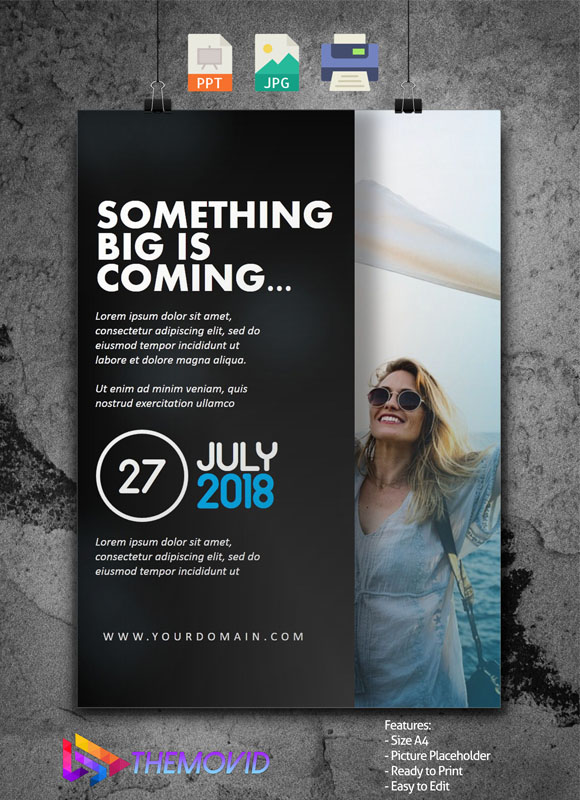 PPT
JPG
SOMETHING
BIG IS
COMING...
Lorem ipsum dolor sit amet,
consectetur adipiscing elit, sed do
eiusmod tempor incididunt ut
labore et dolore magna aliqua.
Ut enim ad minim veniam, quis
nostrud exercitation ullamco
27
JULY
2018
Lorem ipsum dolor sit amet,
consectetur adipiscing elit, sed do
eiusmod tempor incididunt ut
WWW.YOURDOMAIN.COM
THEMOVID
Features:
- Size A4
- Picture Placeholder
- Ready to Print
- Easy to Edit